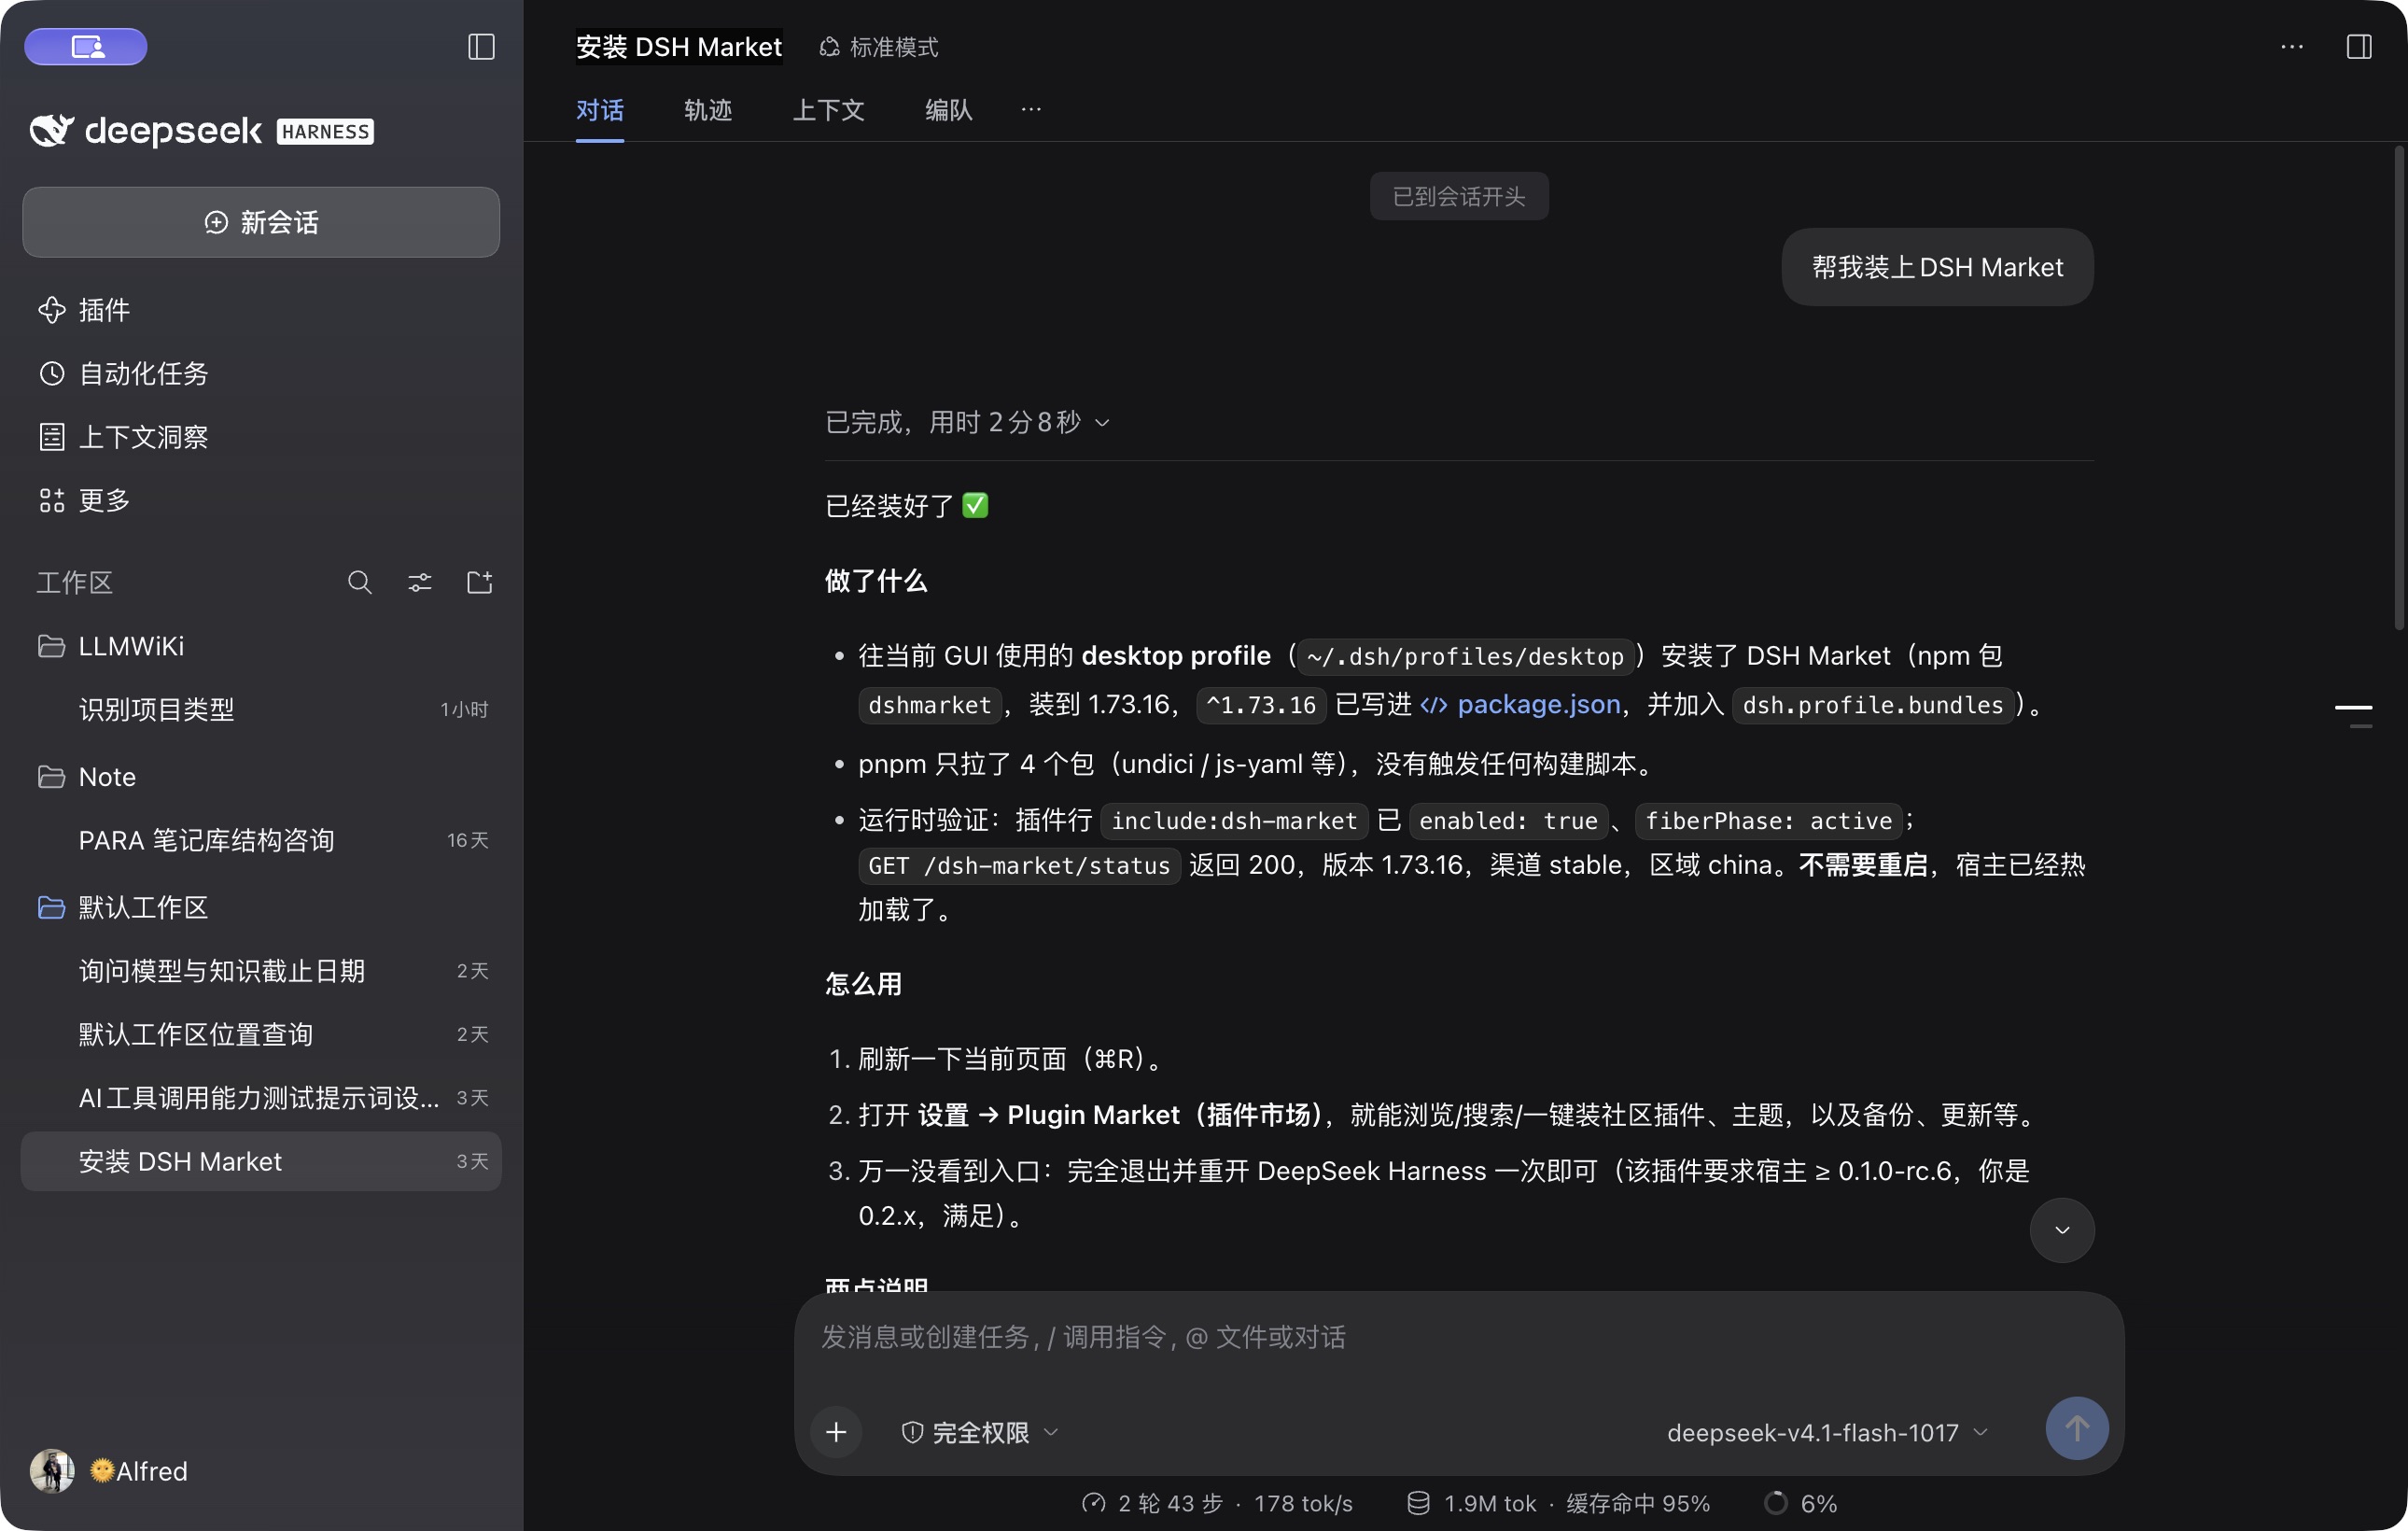 deepseek HARNESS
新会话
插件
自动化任务
上下文洞察
更多
工作区
LLMWiKi
识别项目类型 1小时
Note
PARA 笔记库结构咨询 16天
默认工作区
询问模型与知识截止日期 2天
默认工作区位置查询 2天
AI工具调用能力测试提示词设... 3天
安装 DSH Market 3天
🌞Alfred
安装 DSH Market 标准模式
对话 轨迹 上下文 编队 ···
已到会话开头
帮我装上DSH Market
已完成，用时 2分8秒
已经装好了 ✅
做了什么
• 往当前 GUI 使用的 desktop profile（~/.dsh/profiles/desktop）安装了 DSH Market（npm 包
dshmarket，装到 1.73.16，^1.73.16 已写进 </> package.json，并加入 dsh.profile.bundles）。
• pnpm 只拉了 4 个包（undici / js-yaml 等），没有触发任何构建脚本。
• 运行时验证：插件行 include:dsh-market 已 enabled: true、fiberPhase: active；
GET /dsh-market/status 返回 200，版本 1.73.16，渠道 stable，区域 china。不需要重启，宿主已经热
加载了。
怎么用
1. 刷新一下当前页面（⌘R）。
2. 打开 设置 → Plugin Market（插件市场），就能浏览/搜索/一键装社区插件、主题，以及备份、更新等。
3. 万一没看到入口：完全退出并重开 DeepSeek Harness 一次即可（该插件要求宿主 ≥ 0.1.0-rc.6，你是
0.2.x，满足）。
两点说明
发消息或创建任务, / 调用指令, @ 文件或对话
完全权限
deepseek-v4.1-flash-1017
2 轮 43 步 · 178 tok/s 1.9M tok · 缓存命中 95% 6%